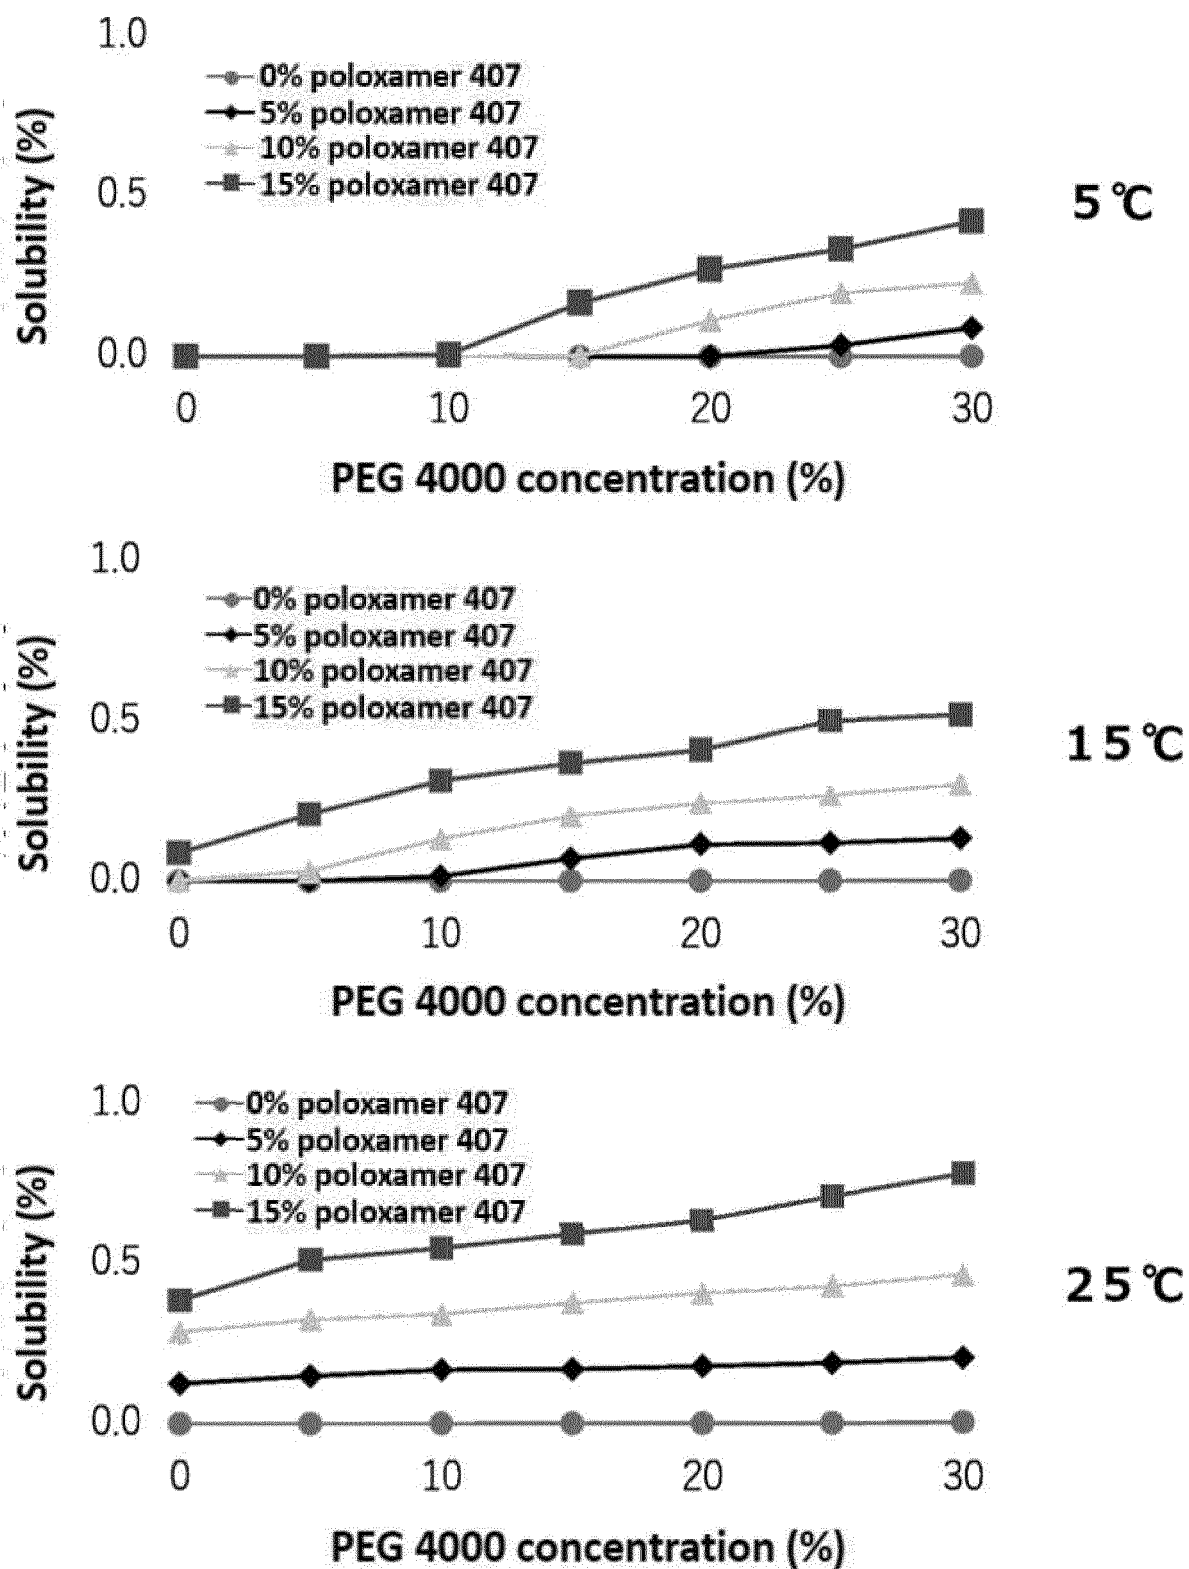 1.0
0% poloxamer 407
5% poloxamer 407
10% poloxamer 407
15% poloxamer 407
0.5
0.0
Solubility (%)
5℃
0 10 20 30
PEG 4000 concentration (%)
1.0
0% poloxamer 407
5% poloxamer 407
10% poloxamer 407
15% poloxamer 407
0.5
0.0
Solubility (%)
15℃
0 10 20 30
PEG 4000 concentration (%)
1.0
0% poloxamer 407
5% poloxamer 407
10% poloxamer 407
15% poloxamer 407
0.5
0.0
Solubility (%)
25℃
0 10 20 30
PEG 4000 concentration (%)